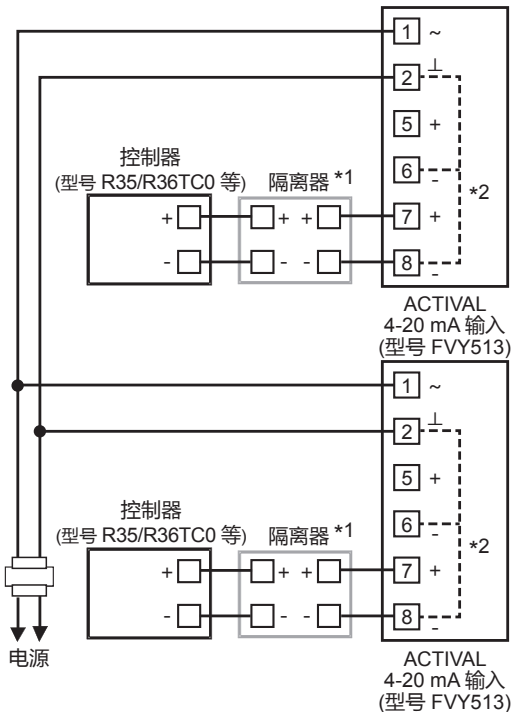 1 ~
2 ⊥
5 +
控制器
(型号 R35/R36TC0 等)
隔离器 *1
6 -
*2
+ + + 7 +
- - - 8 -
ACTIVAL
4-20 mA 输入
(型号 FVY513)
1 ~
2 ⊥
5 +
控制器
(型号 R35/R36TC0 等)
隔离器 *1
6 -
*2
+ + + 7 +
- - - 8 -
电源
ACTIVAL
4-20 mA 输入
(型号 FVY513)